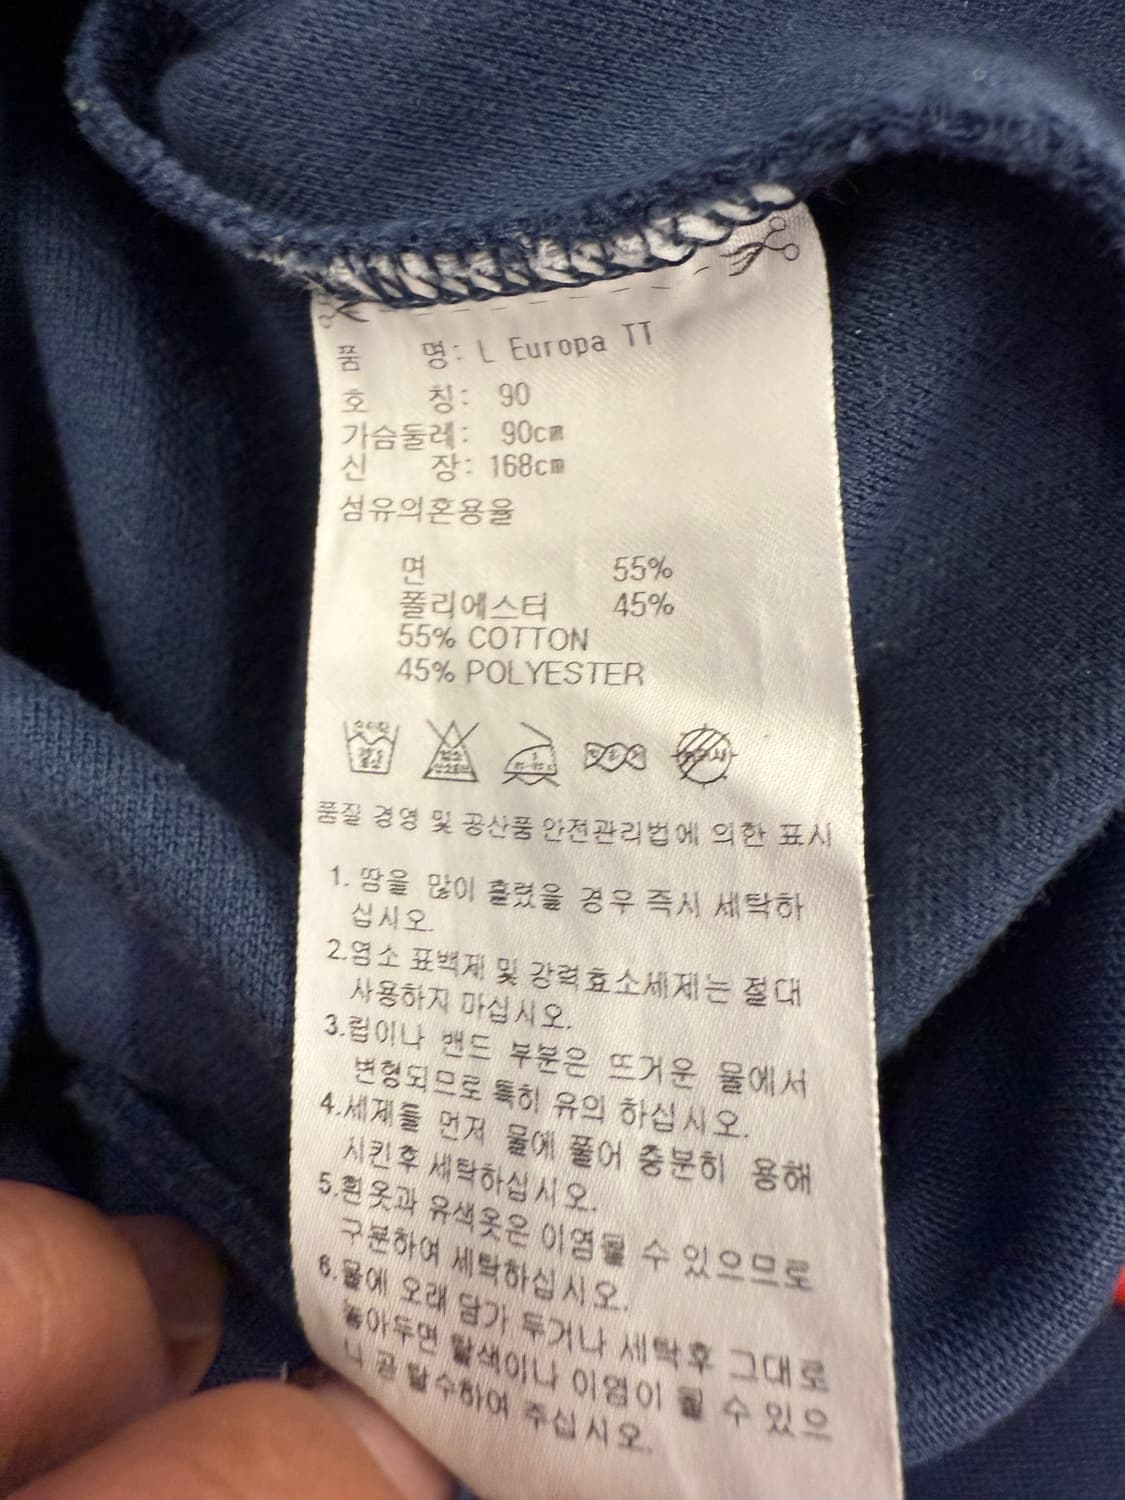 품 명: L Europa TT
호 칭: 90
가슴둘레: 90cm
신 장: 168cm
섬유의혼용율
면 55%
폴리에스터 45%
55% COTTON
45% POLYESTER
품질 경영 및 공산품 안전관리법에 의한 표시
1. 땀을 많이 흘렸을 경우 즉시 세탁하
십시오.
2.염소 표백제 및 강력효소세제는 절대
사용하지 마십시오.
3.립이나 밴드 부분은 뜨거운 물에서
변형되므로 특히 유의 하십시오.
4.세제를 먼저 물에 풀어 충분히 용해
시킨후 세탁하십시오.
5.흰옷과 유색옷은 이염될 수 있으므로
구분하여 세탁하십시오.
6.물에 오래 담가 두거나 세탁후 그대로
놓아두면 탈색이나 이염이 될 수 있으
니 곧 탈수하여 주십시오.